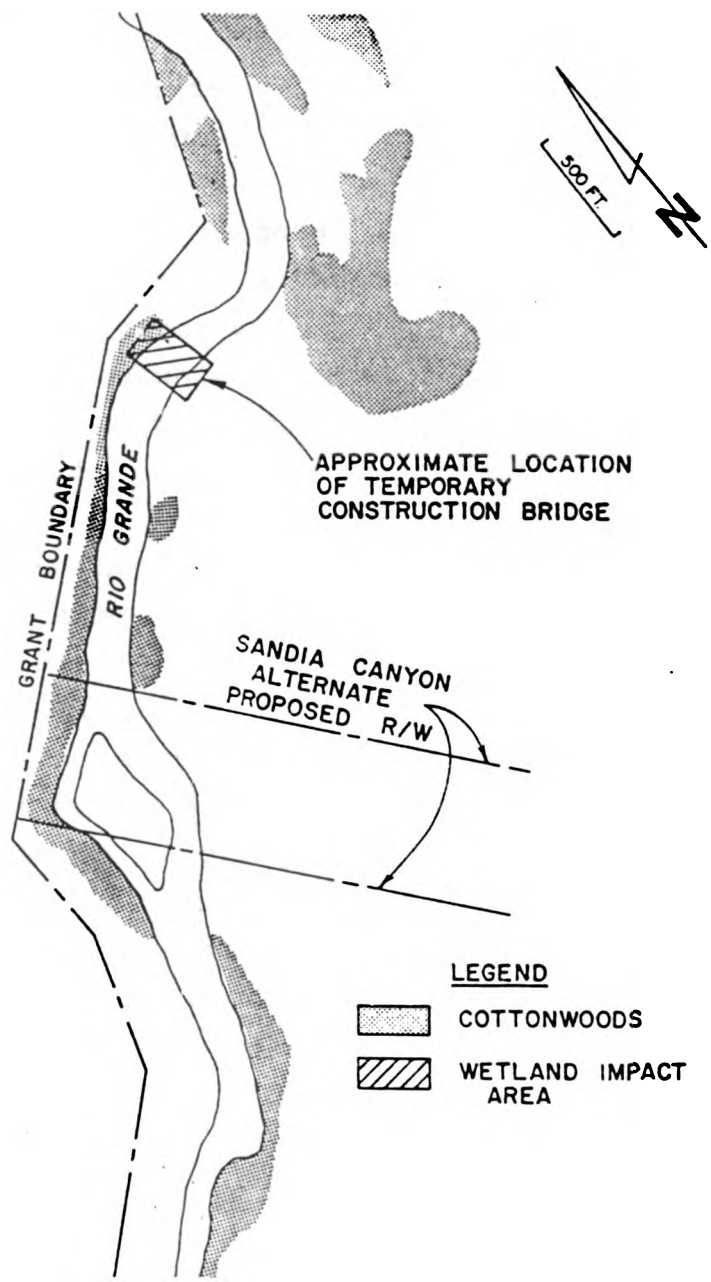 500 FT.
N
APPROXIMATE LOCATION
OF TEMPORARY
CONSTRUCTION BRIDGE
GRANT BOUNDARY
RIO GRANDE
SANDIA CANYON
ALTERNATE
PROPOSED R/W
LEGEND
COTTONWOODS
WETLAND IMPACT
AREA